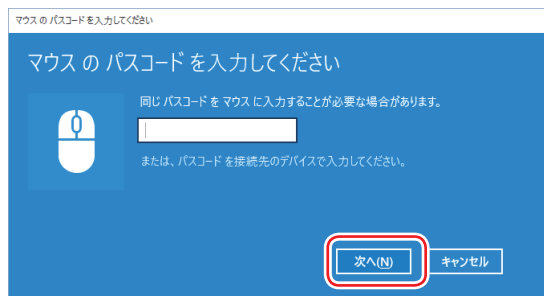 マウス の パスコード を入力してください
マウス の パスコード を入力してください
同じ パスコード を マウス に入力することが必要な場合があります。
または、パスコード を接続先のデバイスで入力してください。
次へ(N)
キャンセル